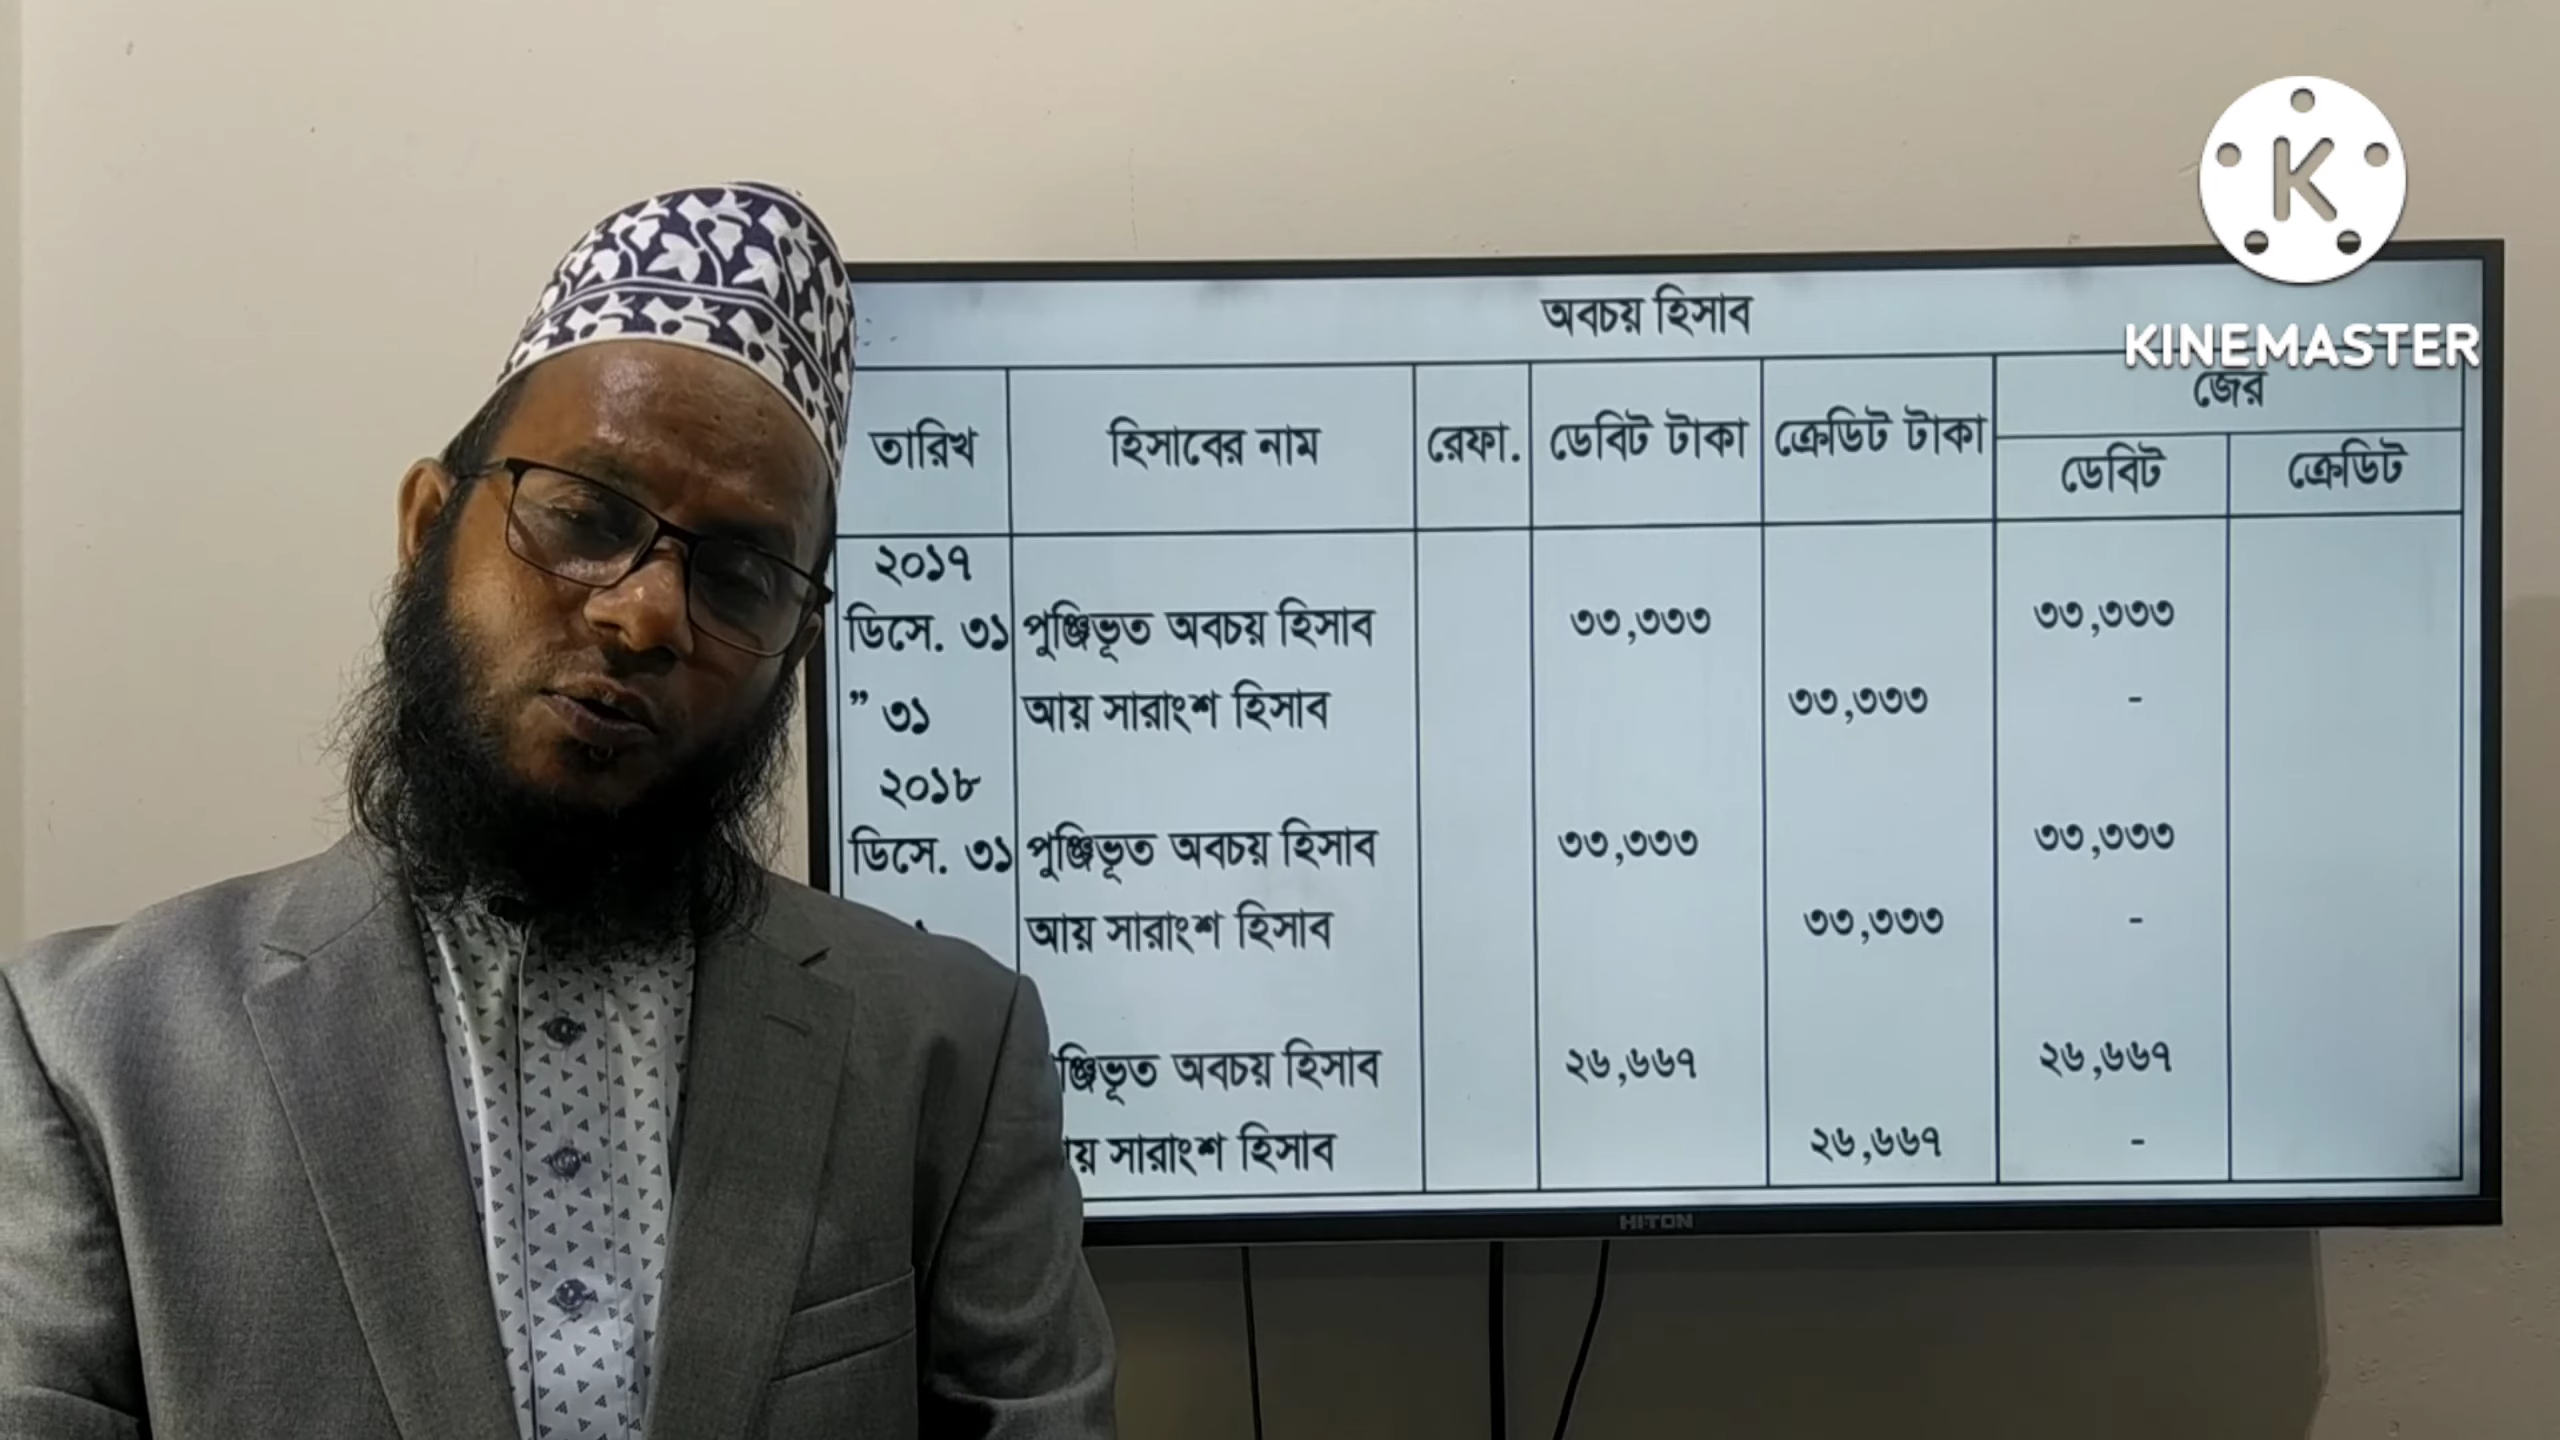 K
KINEMASTER
অবচয় হিসাব
তারিখ হিসাবের নাম রেফা. ডেবিট টাকা ক্রেডিট টাকা জের
ডেবিট ক্রেডিট
২০১৭
ডিসে. ৩১ পুঞ্জিভূত অবচয় হিসাব ৩৩,৩৩৩ ৩৩,৩৩৩
” ৩১ আয় সারাংশ হিসাব ৩৩,৩৩৩ -
২০১৮
ডিসে. ৩১ পুঞ্জিভূত অবচয় হিসাব ৩৩,৩৩৩ ৩৩,৩৩৩
আয় সারাংশ হিসাব ৩৩,৩৩৩ -
অবচয় হিসাব ২৬,৬৬৭ ২৬,৬৬৭
সারাংশ হিসাব ২৬,৬৬৭ -
HITON